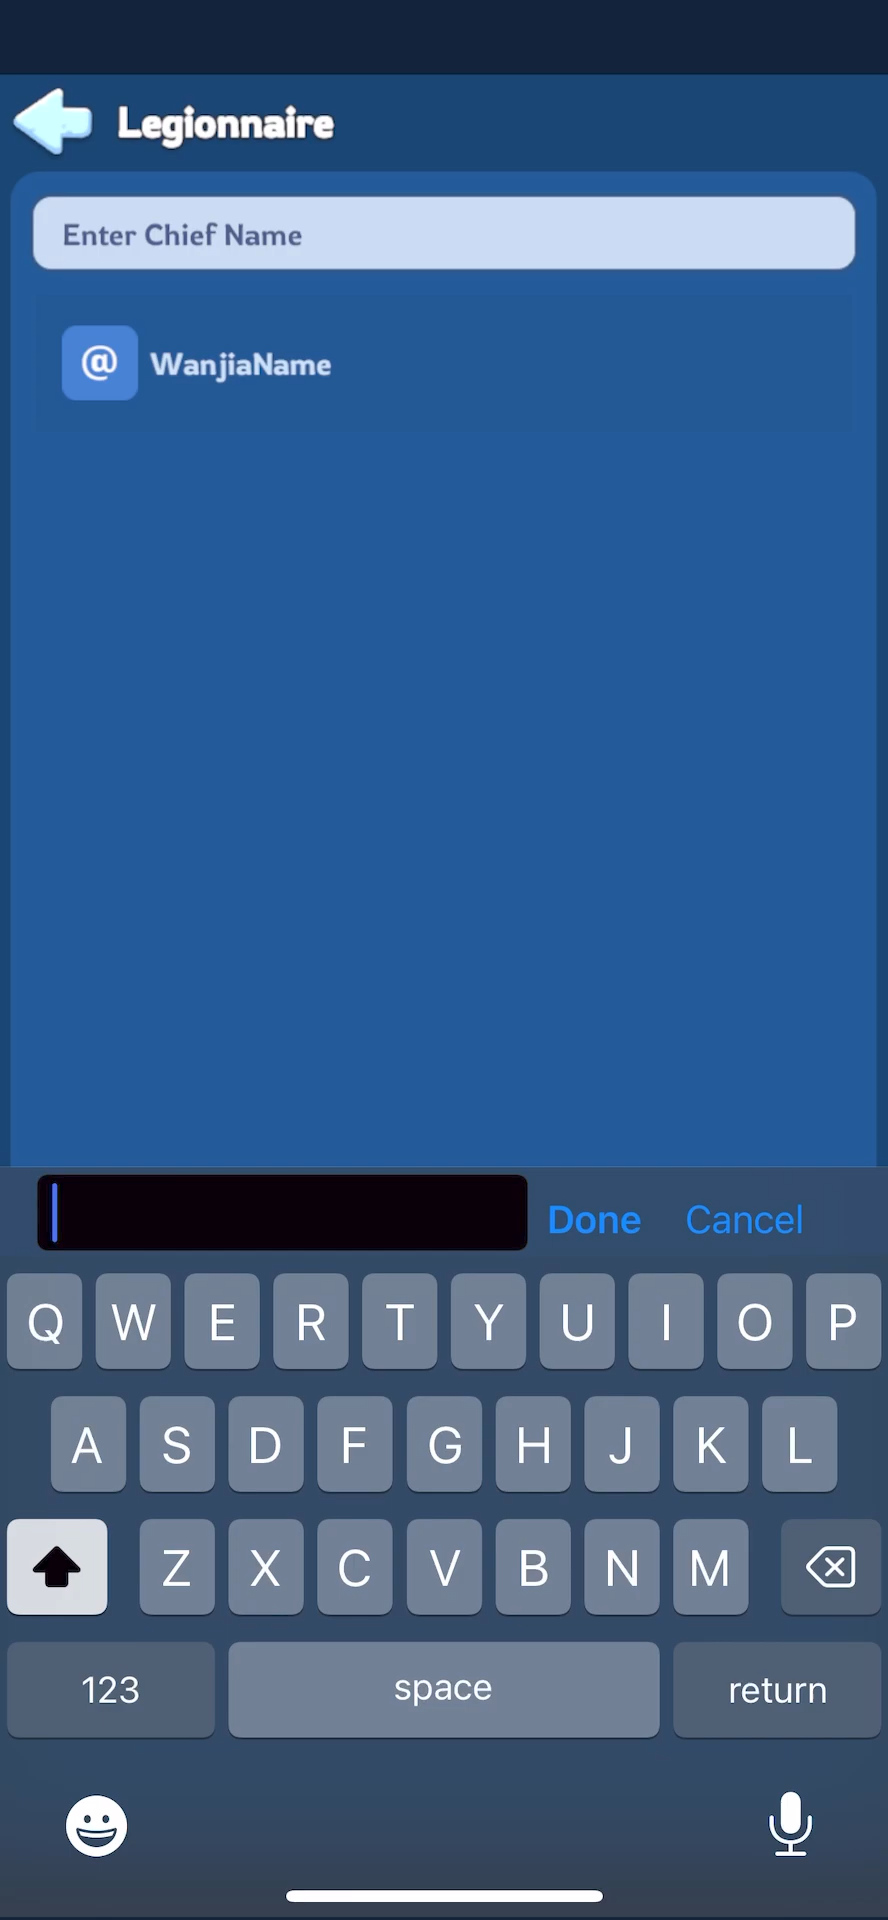 Legionnaire
Enter Chief Name
@ WanjiaName
Done Cancel
Q W E R T Y U I O P
A S D F G H J K L
Z X C V B N M
123 space return